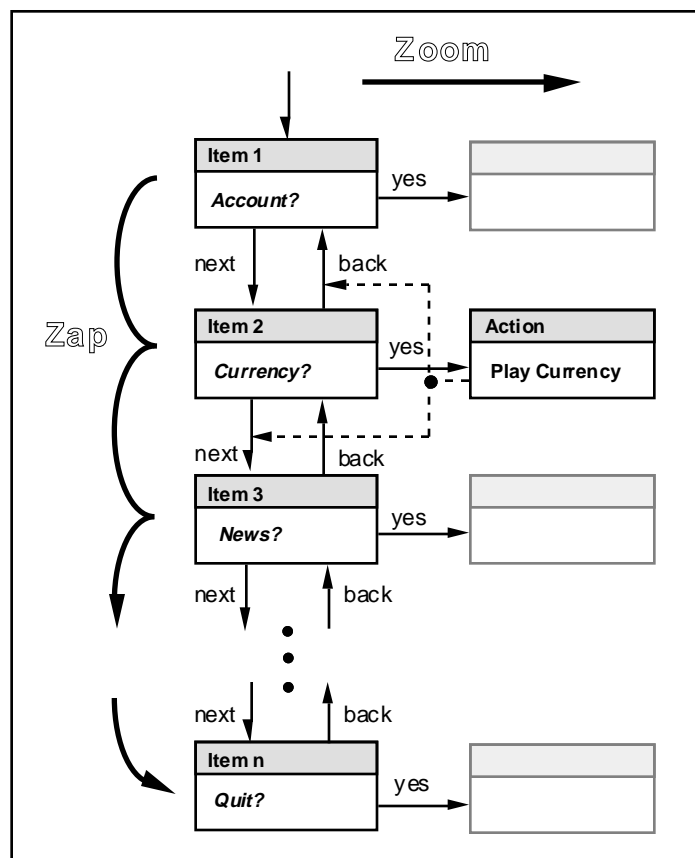 Zoom
Item 1
Account?
yes
next
back
Zap
Item 2
Currency?
yes
Action
Play Currency
next
back
Item 3
News?
yes
next
back
next
back
Item n
Quit?
yes